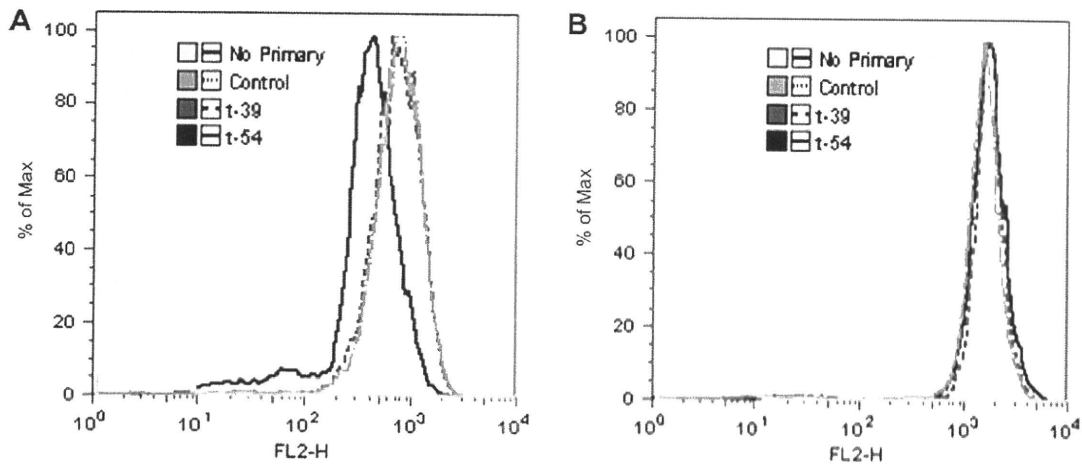 A
100
80
60
40
20
0
% of Max
No Primary
Control
t-39
t-54
10^0
10^1
10^2
10^3
10^4
FL2-H
B
100
80
60
40
20
0
% of Max
No Primary
Control
t-39
t-54
10^0
10^1
10^2
10^3
10^4
FL2-H